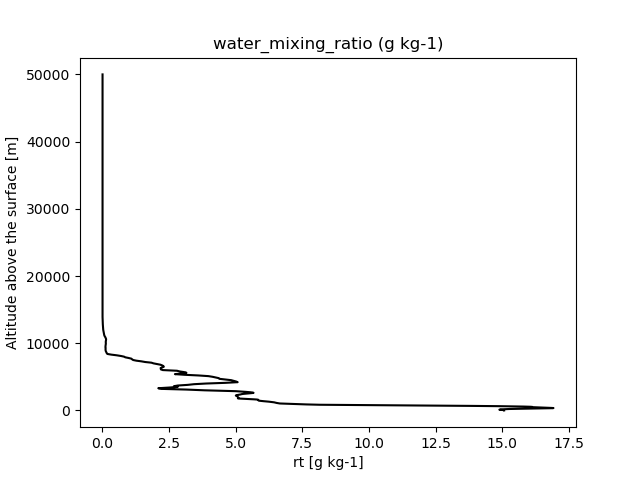 water_mixing_ratio (g kg-1)
Altitude above the surface [m]
50000
40000
30000
20000
10000
0
0.0 2.5 5.0 7.5 10.0 12.5 15.0 17.5
rt [g kg-1]